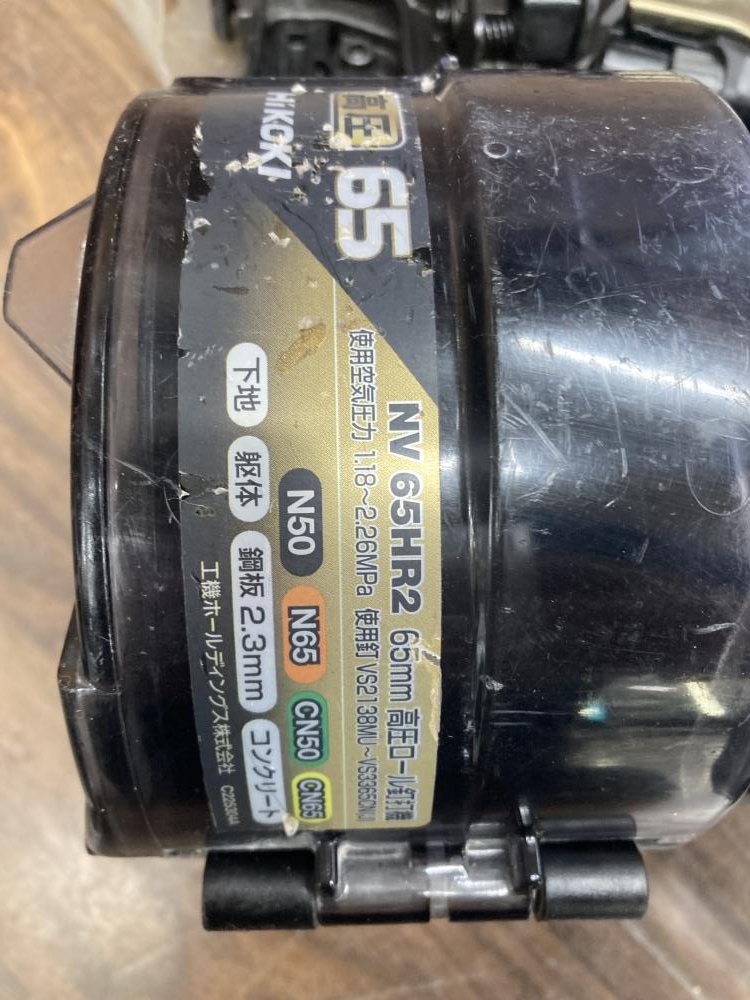 HiKOKI
高圧
65
NV 65HR2 65mm 高圧ロール釘打機
使用空気圧力 1.18～2.26MPa 使用釘 VS2138MU～VS3365CN(J)
N50 N65 CN50 CN65
下地 躯体 鋼板 2.3mm コンクリート
工機ホールディングス株式会社